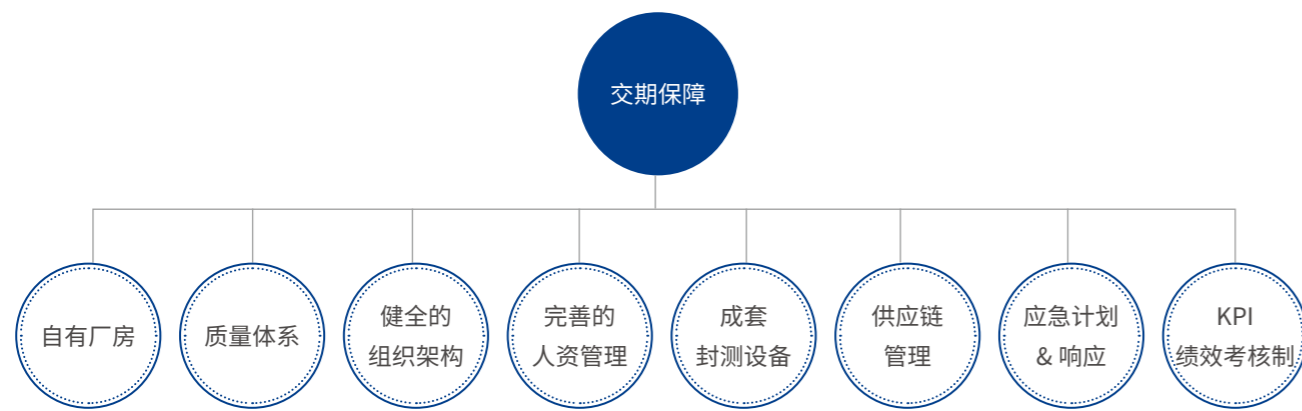 交期保障
自有厂房
质量体系
健全的
组织架构
完善的
人资管理
成套
封测设备
供应链
管理
应急计划
& 响应
KPI
绩效考核制